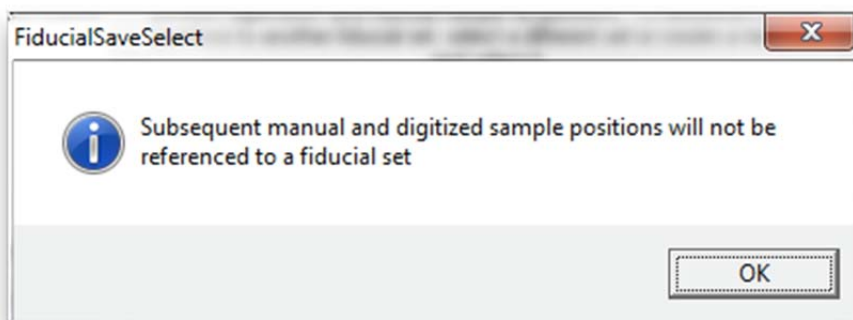 FiducialSaveSelect
Subsequent manual and digitized sample positions will not be
referenced to a fiducial set
OK